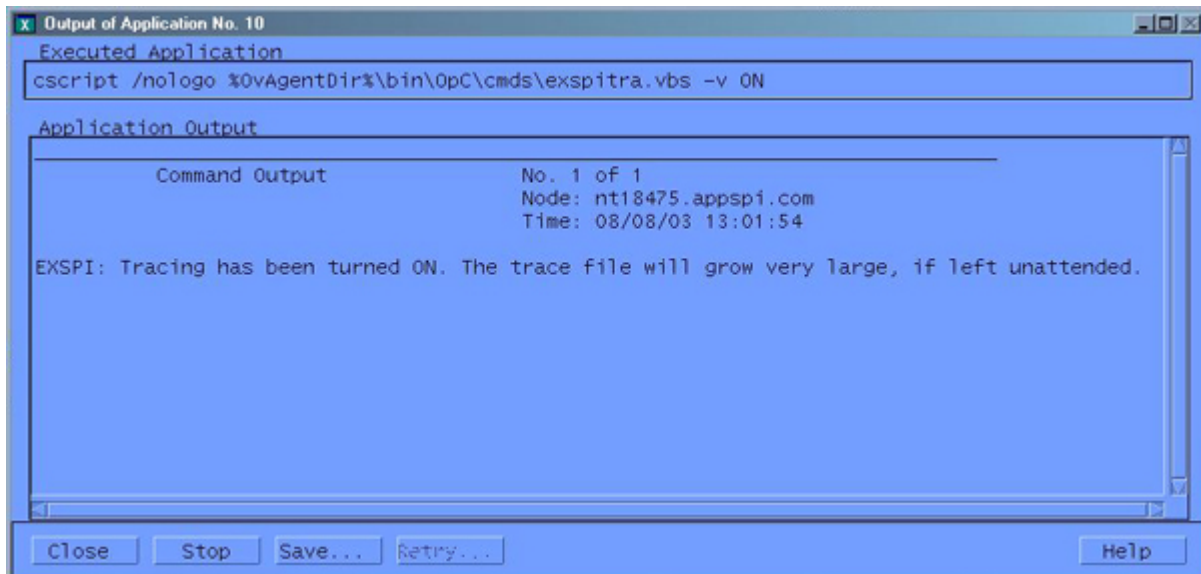 Output of Application No. 10
Executed Application
cscript /nologo %OvAgentDir%\bin\OpC\cmds\exspitra.vbs -v ON
Application Output
Command Output No. 1 of 1
Node: nt18475.appspi.com
Time: 08/08/03 13:01:54
EXSPI: Tracing has been turned ON. The trace file will grow very large, if left unattended.
Close Stop Save... Retry... Help